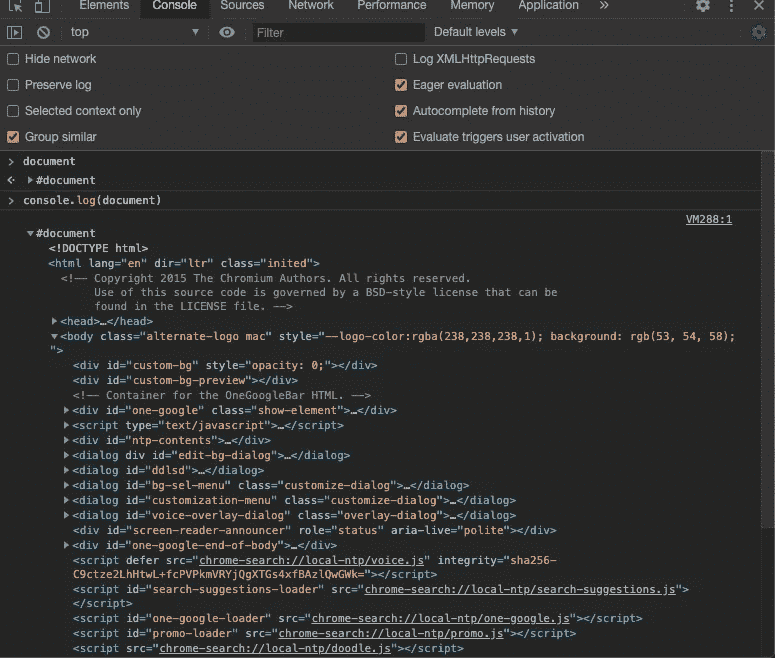 Elements Console Sources Network Performance Memory Application »
top Filter Default levels
Hide network Log XMLHttpRequests
Preserve log Eager evaluation
Selected context only Autocomplete from history
Group similar Evaluate triggers user activation
> document
#document
> console.log(document)
VM288:1
#document
<!DOCTYPE html>
<html lang="en" dir="ltr" class="inited">
<!-- Copyright 2015 The Chromium Authors. All rights reserved.
Use of this source code is governed by a BSD-style license that can be
found in the LICENSE file. -->
<head>…</head>
<body class="alternate-logo mac" style="--logo-color:rgba(238,238,238,1); background: rgb(53, 54, 58);
">
<div id="custom-bg" style="opacity: 0;"></div>
<div id="custom-bg-preview"></div>
<!-- Container for the OneGoogleBar HTML. -->
<div id="one-google" class="show-element">…</div>
<script type="text/javascript">…</script>
<div id="ntp-contents">…</div>
<dialog div id="edit-bg-dialog">…</dialog>
<dialog id="ddlsd">…</dialog>
<dialog id="bg-sel-menu" class="customize-dialog">…</dialog>
<dialog id="customization-menu" class="customize-dialog">…</dialog>
<dialog id="voice-overlay-dialog" class="overlay-dialog">…</dialog>
<div id="screen-reader-announcer" role="status" aria-live="polite"></div>
<div id="one-google-end-of-body">…</div>
<script defer src="chrome-search://local-ntp/voice.js" integrity="sha256-
C9ctze2LhHtwL+fcPVPkmVRYjQgXTGs4xfBAzlQwGWk="></script>
<script id="search-suggestions-loader" src="chrome-search://local-ntp/search-suggestions.js">
</script>
<script id="one-google-loader" src="chrome-search://local-ntp/one-google.js"></script>
<script id="promo-loader" src="chrome-search://local-ntp/promo.js"></script>
<script src="chrome-search://local-ntp/doodle.js"></script>